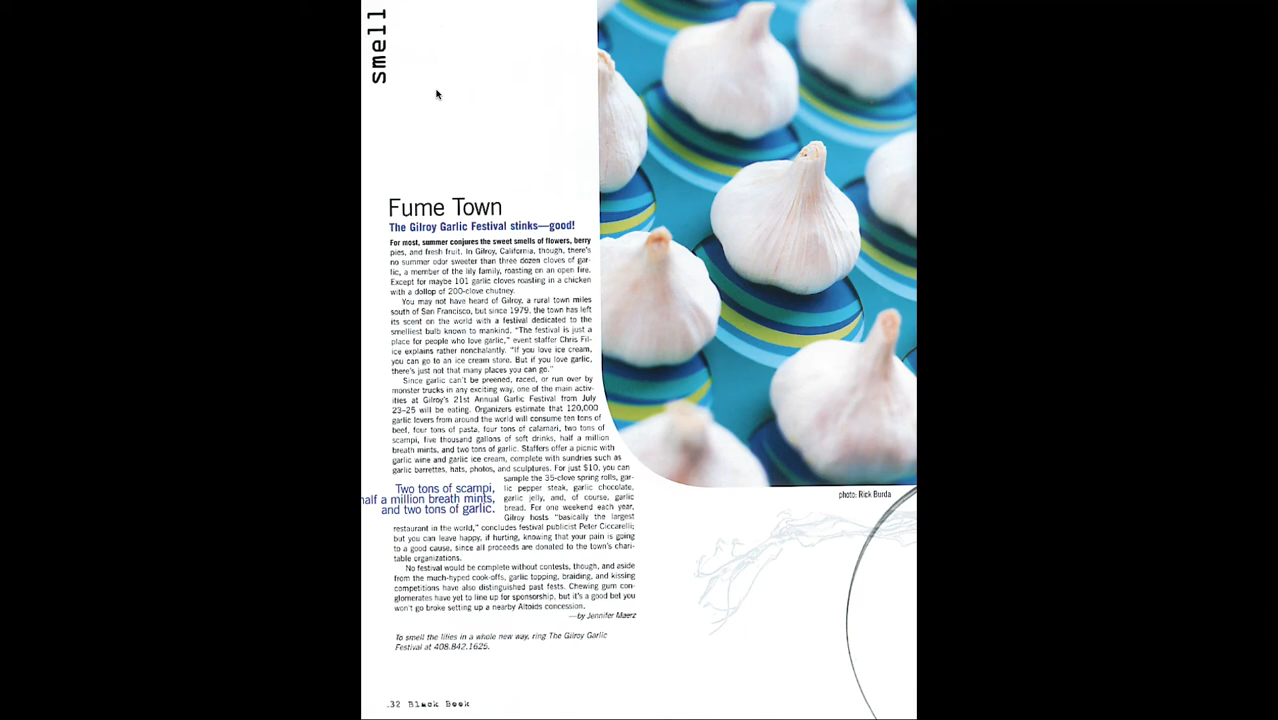 smell
Fume Town
The Gilroy Garlic Festival stinks—good!
For most, summer conjures the sweet smells of flowers, berry
pies, and fresh fruit. In Gilroy, California, though, there's
no summer odor sweeter than three dozen cloves of gar-
lic, a member of the lily family, roasting on an open fire.
Except for maybe 101 garlic cloves roasting in a chicken
with a dollop of 200-clove chutney.
You may not have heard of Gilroy, a rural town miles
south of San Francisco, but since 1979, the town has left
its scent on the world with a festival dedicated to the
smelliest bulb known to mankind. "The festival is just a
place for people who love garlic," event staffer Chris Fil-
ice explains rather nonchalantly. "If you love ice cream,
you can go to an ice cream store. But if you love garlic,
there's just not that many places you can go."
Since garlic can't be preened, raced, or run over by
monster trucks in any exciting way, one of the main activ-
ities at Gilroy's 21st Annual Garlic Festival from July
23–25 will be eating. Organizers estimate that 120,000
garlic lovers from around the world will consume ten tons of
beef, four tons of pasta, four tons of calamari, two tons of
scampi, five thousand gallons of soft drinks, half a million
breath mints, and two tons of garlic. Staffers offer a picnic with
garlic wine and garlic ice cream, complete with sundries such as
garlic barrettes, hats, photos, and sculptures. For just $10, you can
sample the 35-clove spring rolls, gar-
lic pepper steak, garlic chocolate,
garlic jelly, and, of course, garlic
bread. For one weekend each year,
Gilroy hosts "basically the largest
restaurant in the world," concludes festival publicist Peter Ciccarelli;
but you can leave happy, if hurting, knowing that your pain is going
to a good cause, since all proceeds are donated to the town's chari-
table organizations.
No festival would be complete without contests, though, and aside
from the much-hyped cook-offs, garlic topping, braiding, and kissing
competitions have also distinguished past fests. Chewing gum con-
glomerates have yet to line up for sponsorship, but it's a good bet you
won't go broke setting up a nearby Altoids concession.
—by Jennifer Maerz
Two tons of scampi,
half a million breath mints,
and two tons of garlic.
To smell the lilies in a whole new way, ring The Gilroy Garlic
Festival at 408.842.1625.
photo: Rick Burda
.32 Black Book